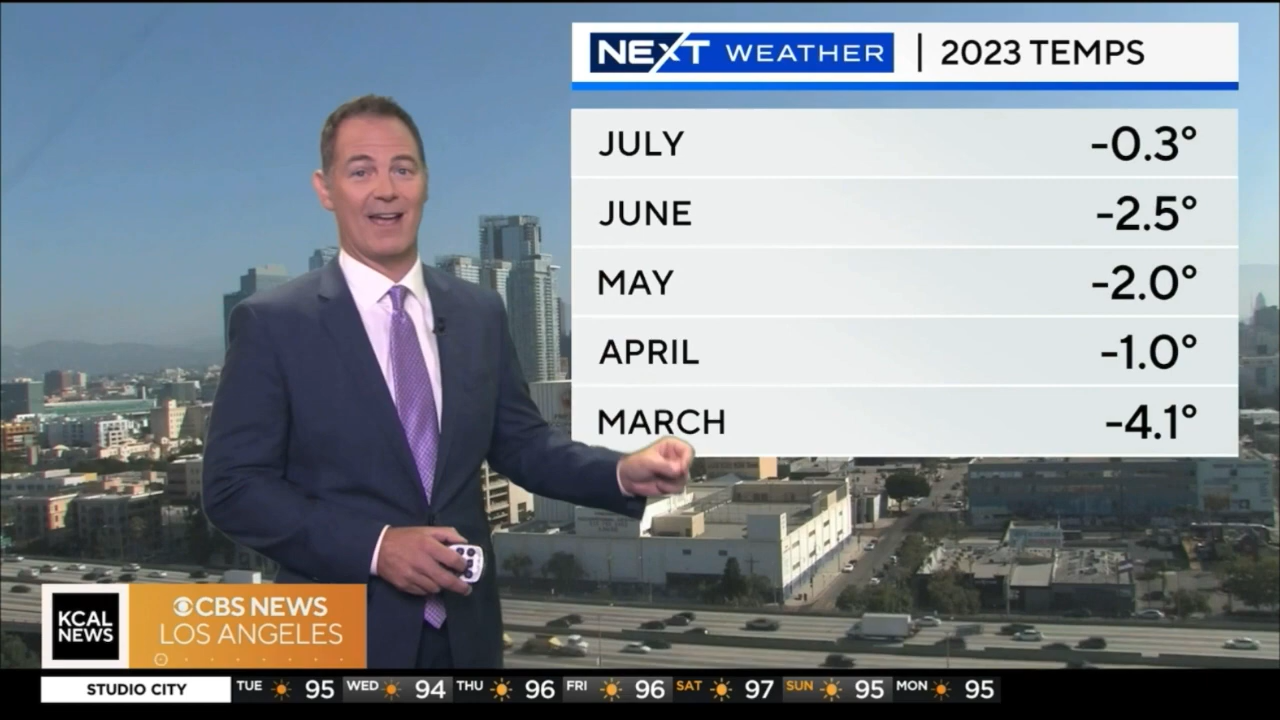 NEXT WEATHER | 2023 TEMPS
JULY -0.3°
JUNE -2.5°
MAY -2.0°
APRIL -1.0°
MARCH -4.1°
KCAL NEWS
CBS NEWS
LOS ANGELES
STUDIO CITY TUE 95 WED 94 THU 96 FRI 96 SAT 97 SUN 95 MON 95